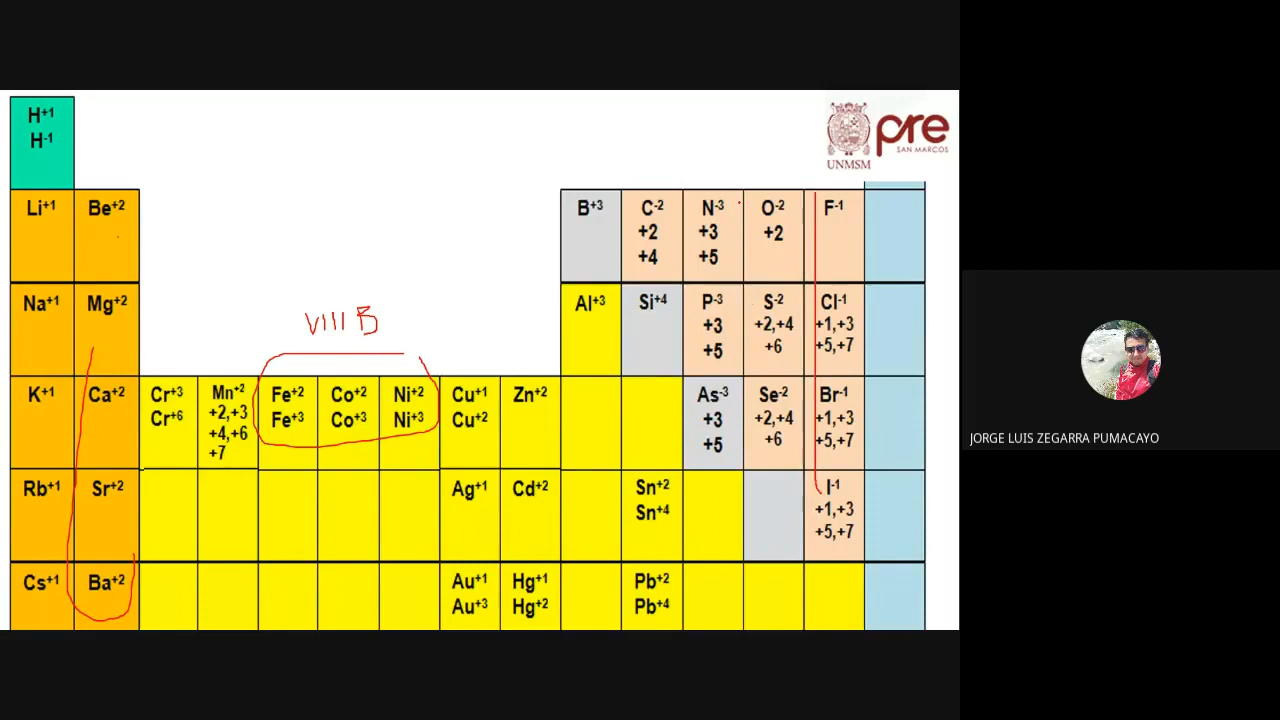 H+1
H-1
UNMSM
pre
SAN MARCOS
Li+1 Be+2 B+3 C-2 N-3 O-2 F-1
+2 +3 +2
+4 +5
Na+1 Mg+2 Al+3 Si+4 P-3 S-2 Cl-1
+3 +2,+4 +1,+3
+5 +6 +5,+7
VIII B
K+1 Ca+2 Cr+3 Mn+2 Fe+2 Co+2 Ni+2 Cu+1 Zn+2 As-3 Se-2 Br-1
Cr+6 +2,+3 Fe+3 Co+3 Ni+3 Cu+2 +3 +2,+4 +1,+3
+4,+6 +5 +6 +5,+7
+7
Rb+1 Sr+2 Ag+1 Cd+2 Sn+2 I-1
Sn+4 +1,+3
+5,+7
Cs+1 Ba+2 Au+1 Hg+1 Pb+2
Au+3 Hg+2 Pb+4
JORGE LUIS ZEGARRA PUMACAYO